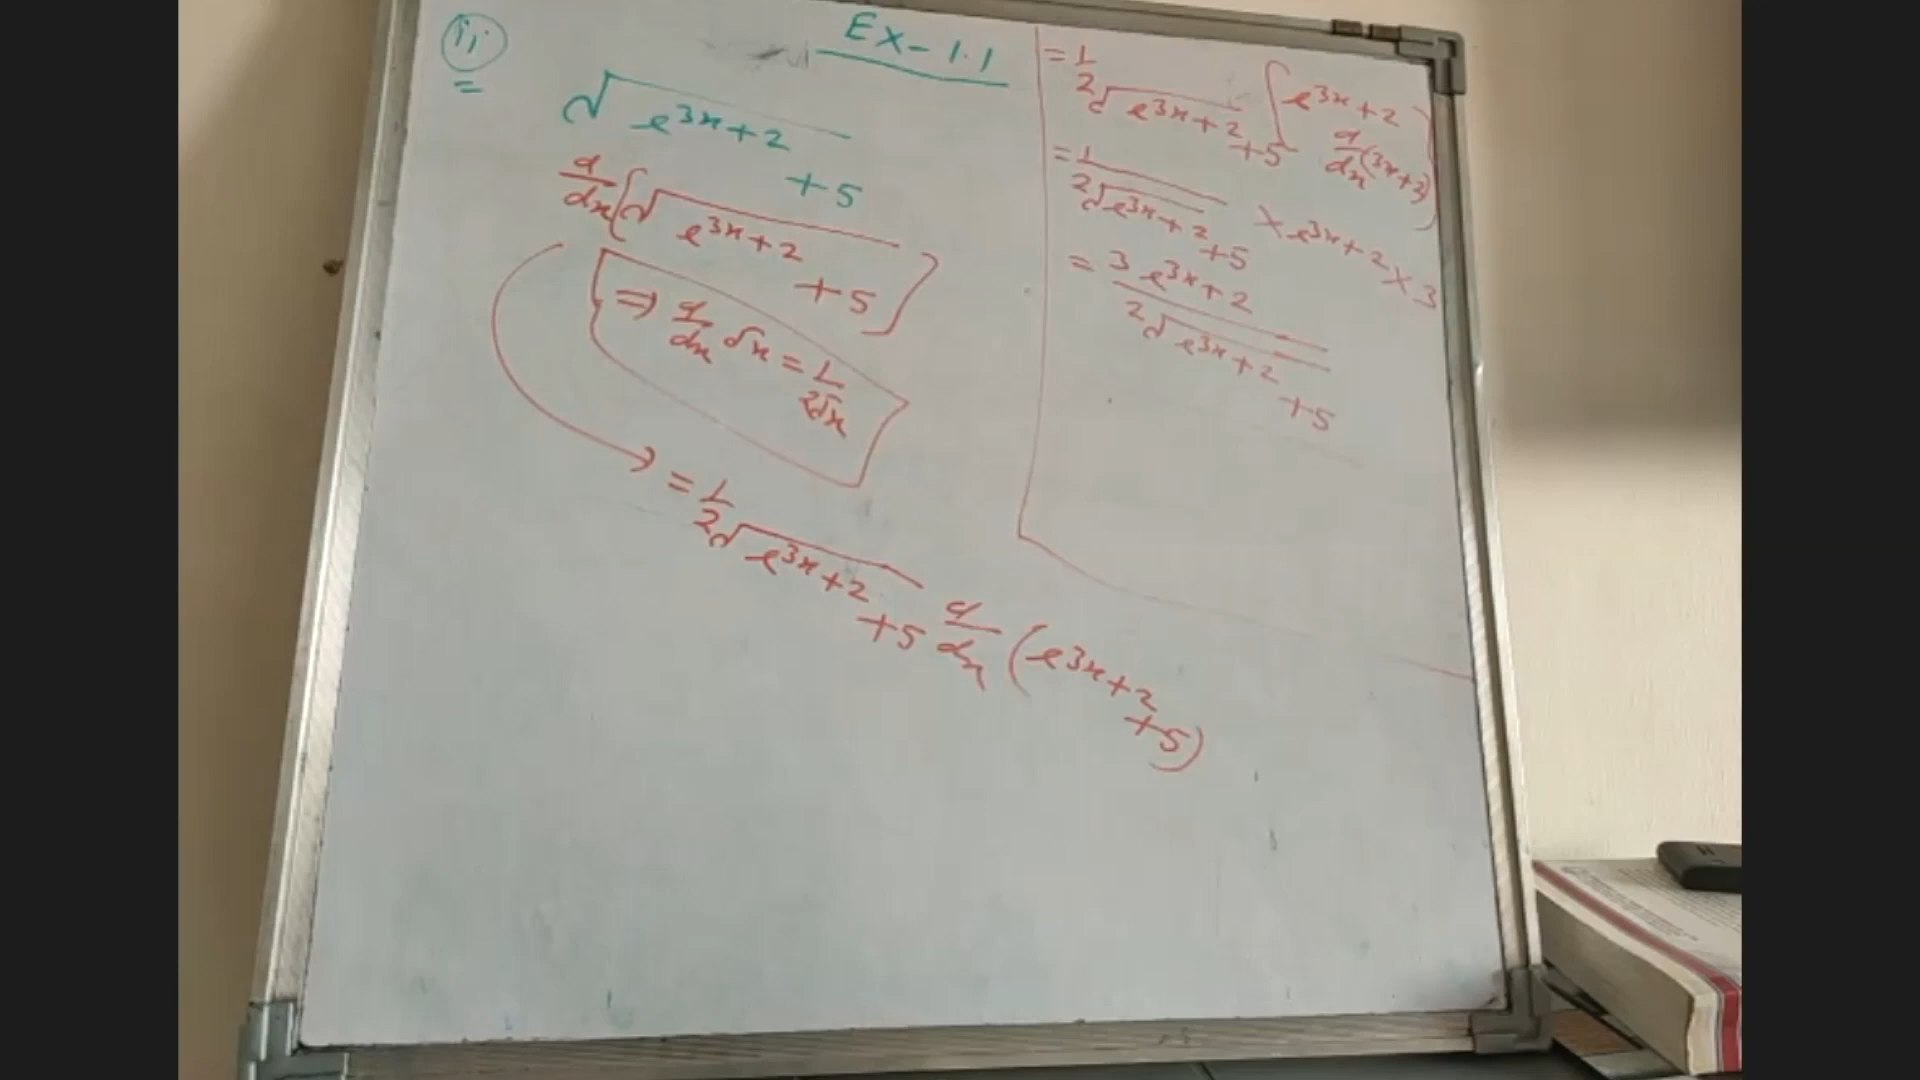 ii
Ex-1.1
√(e^(3x+2) + 5)
d/dx {√(e^(3x+2) + 5)}
⇒ d/dx √x = 1/(2√x)
= 1/(2√(e^(3x+2) + 5)) d/dx (e^(3x+2) + 5)
= 1/(2√(e^(3x+2) + 5)) {e^(3x+2) d/dx (3x+2)}
= 1/(2√(e^(3x+2) + 5)) × e^(3x+2) × 3
= 3 e^(3x+2)/(2√(e^(3x+2) + 5))